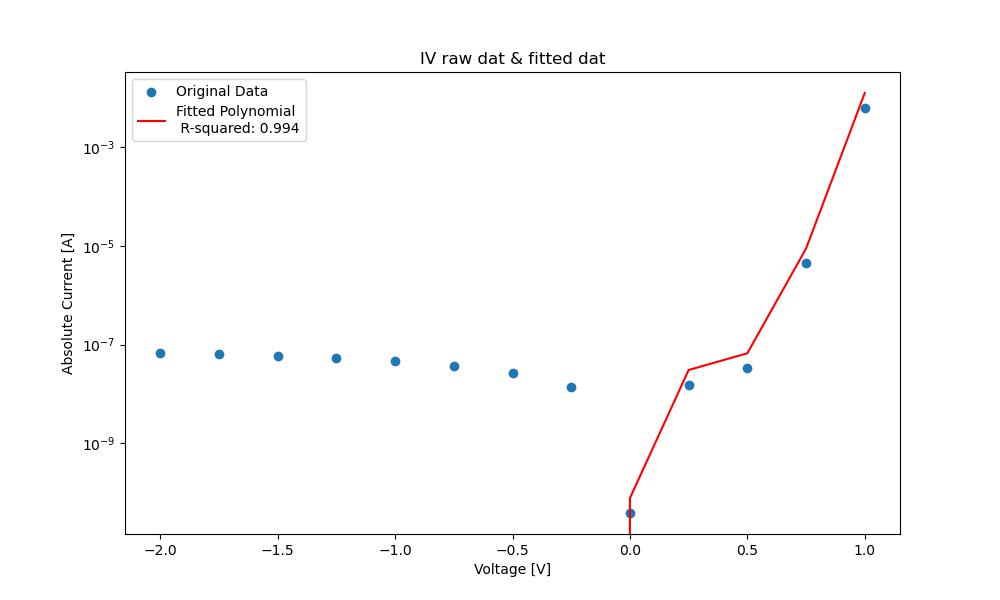 IV raw dat & fitted dat
Original Data
Fitted Polynomial
R-squared: 0.994
10⁻³
10⁻⁵
10⁻⁷
10⁻⁹
Absolute Current [A]
−2.0 −1.5 −1.0 −0.5 0.0 0.5 1.0
Voltage [V]